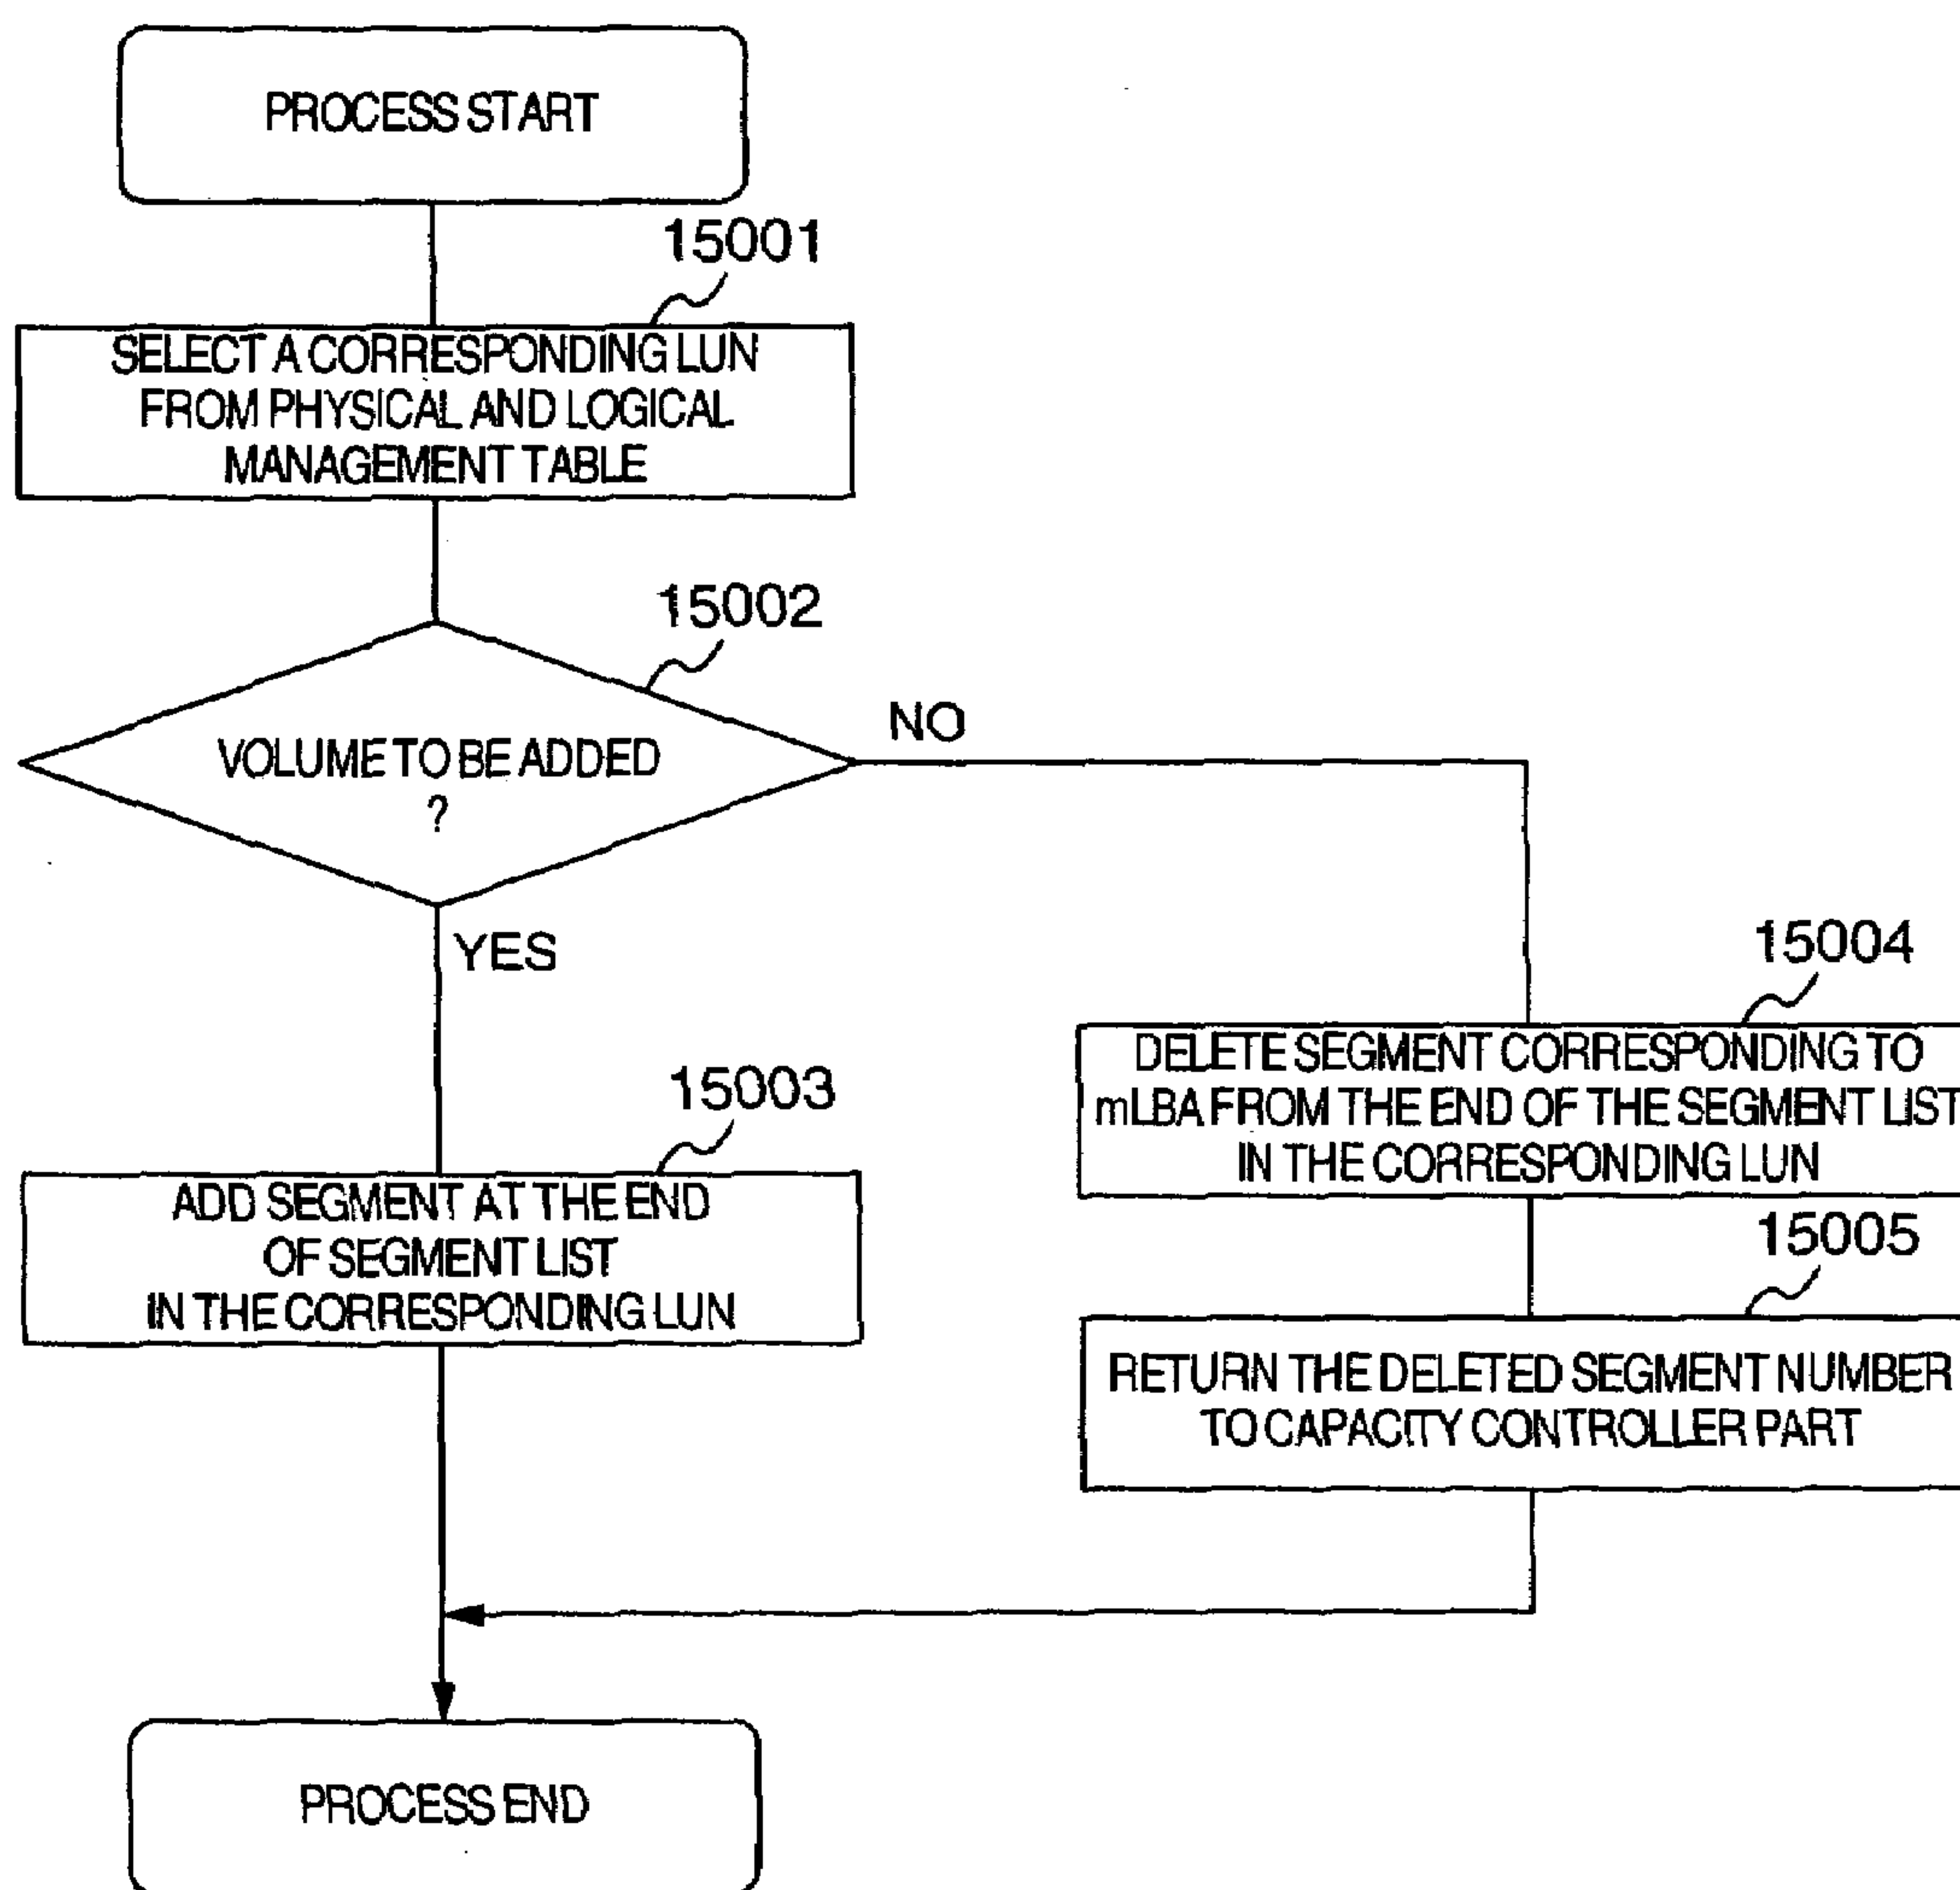 PROCESS START
15001
SELECT A CORRESPONDING LUN
FROM PHYSICAL AND LOGICAL
MANAGEMENT TABLE
15002
VOLUME TO BE ADDED
?
NO
YES
15003
ADD SEGMENT AT THE END
OF SEGMENT LIST
IN THE CORRESPONDING LUN
15004
DELETE SEGMENT CORRESPONDING TO
mLBA FROM THE END OF THE SEGMENT LIST
IN THE CORRESPONDING LUN
15005
RETURN THE DELETED SEGMENT NUMBER
TO CAPACITY CONTROLLER PART
PROCESS END